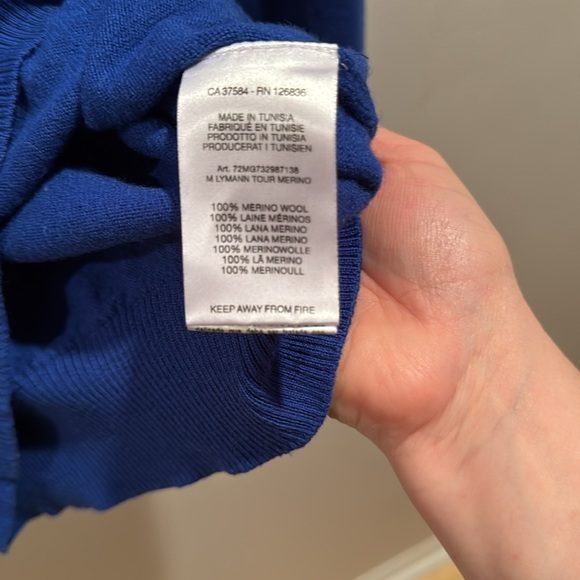 CA 37584 - RN 126836
MADE IN TUNISIA
FABRIQUÉ EN TUNISIE
PRODOTTO IN TUNISIA
PRODUCERAT I TUNISIEN
Art. 72MG732987138
M LYMANN TOUR MERINO
100% MERINO WOOL
100% LAINE MÉRINOS
100% LANA MERINO
100% LANA MERINO
100% MERINOWOLLE
100% LÃ MERINO
100% MERINOULL
KEEP AWAY FROM FIRE